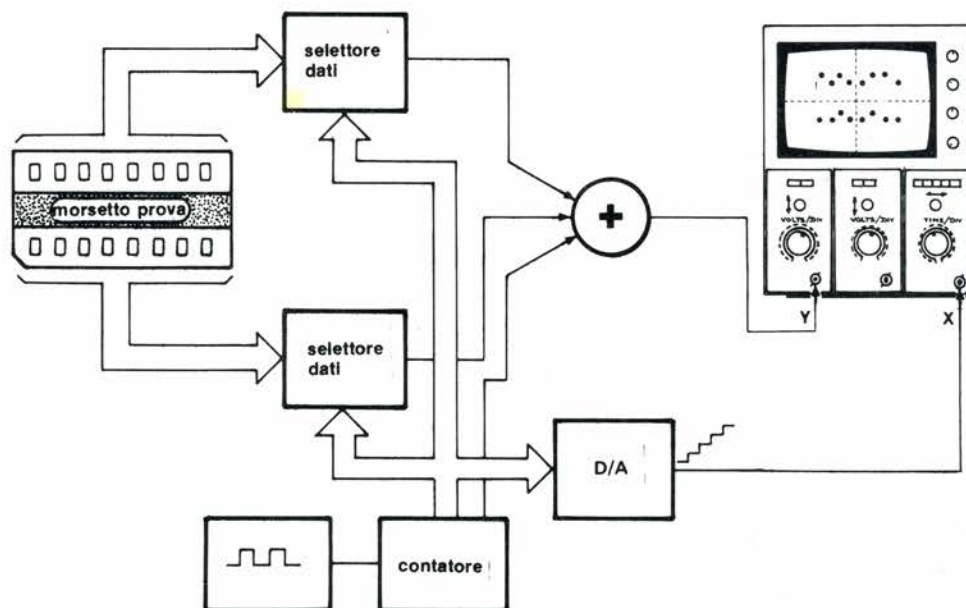 selettore
dati
morsetto prova
+
VOLTS/DIV
VOLTS/DIV
TIME/DIV
Y
X
selettore
dati
D/A
contatore